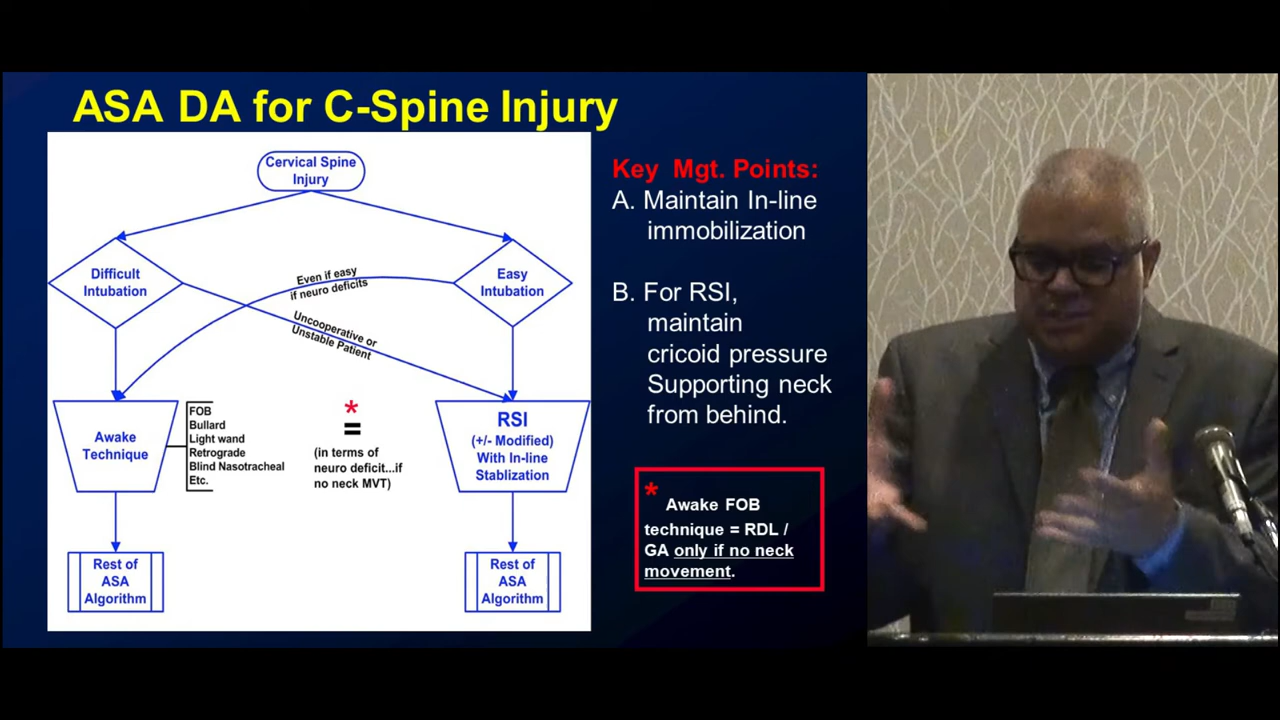 ASA DA for C-Spine Injury
Cervical Spine
Injury
Difficult
Intubation
Even if easy
if neuro deficits
Easy
Intubation
Uncooperative or
Unstable Patient
Awake
Technique
FOB
Bullard
Light wand
Retrograde
Blind Nasotracheal
Etc.
*
=
(in terms of
neuro deficit...if
no neck MVT)
RSI
(+/- Modified)
With In-line
Stablization
Rest of
ASA
Algorithm
Rest of
ASA
Algorithm
Key Mgt. Points:
A. Maintain In-line
immobilization
B. For RSI,
maintain
cricoid pressure
Supporting neck
from behind.
* Awake FOB
technique = RDL /
GA only if no neck
movement.